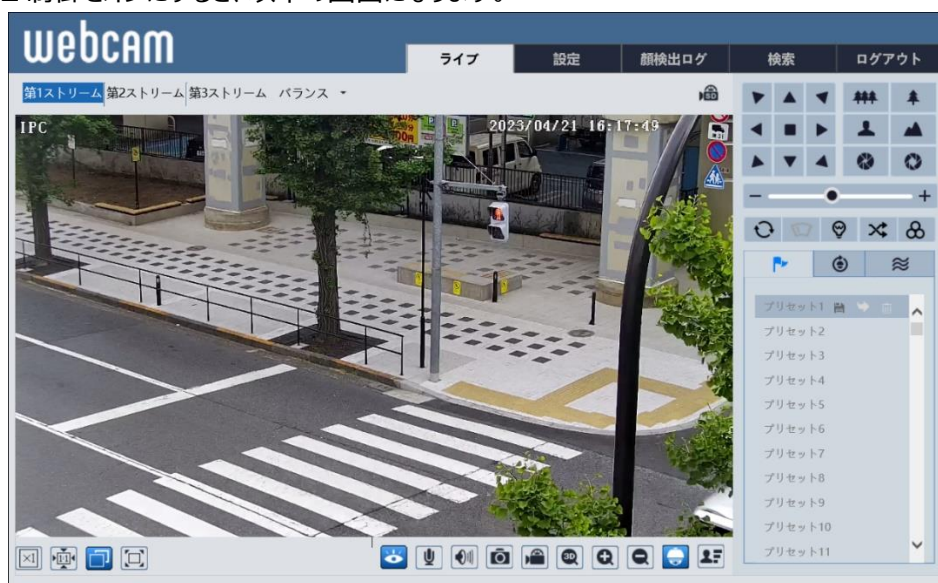 webcam
ライブ 設定 顔検出ログ 検索 ログアウト
第1ストリーム 第2ストリーム 第3ストリーム バランス
IPC
2023/04/21 16:17:49
プリセット1
プリセット2
プリセット3
プリセット4
プリセット5
プリセット6
プリセット7
プリセット8
プリセット9
プリセット10
プリセット11
×1 1:1 3D